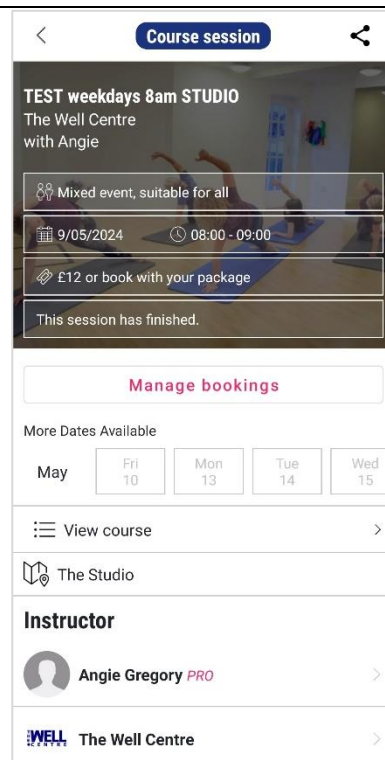 Course session
TEST weekdays 8am STUDIO
The Well Centre
with Angie
Mixed event, suitable for all
9/05/2024 08:00 - 09:00
£12 or book with your package
This session has finished.
Manage bookings
More Dates Available
May Fri 10 Mon 13 Tue 14 Wed 15
View course
The Studio
Instructor
Angie Gregory PRO
WELL CENTRE The Well Centre